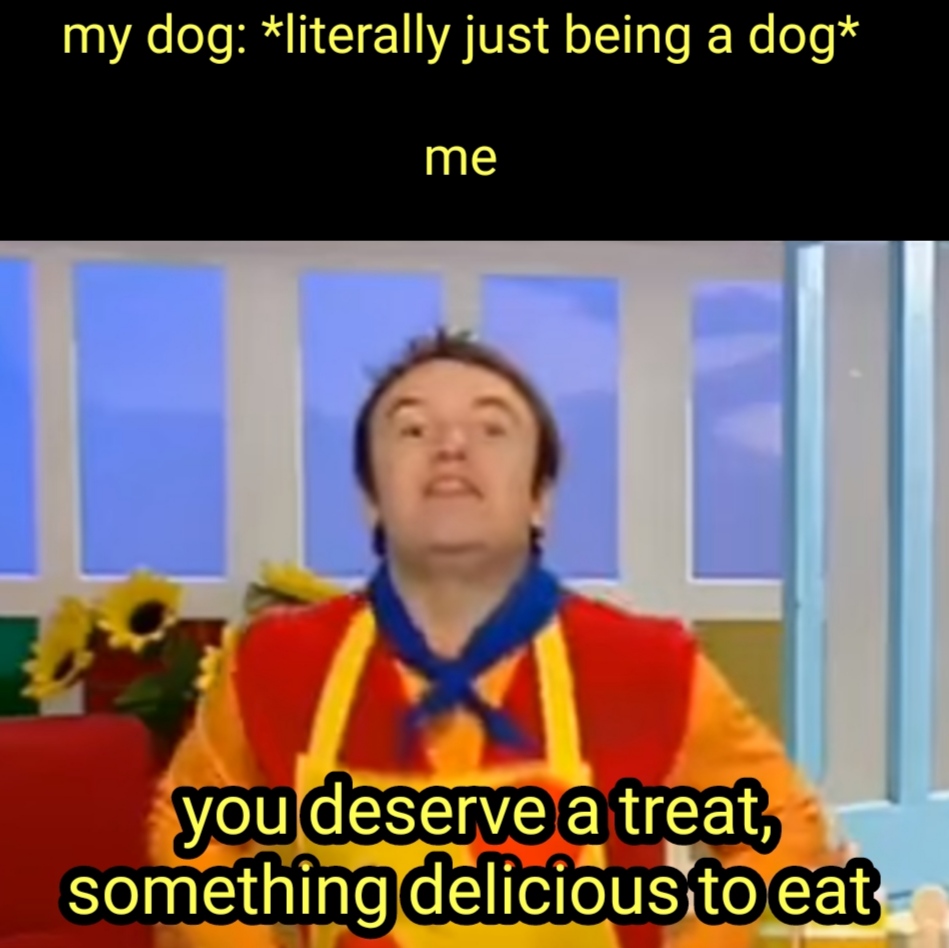 my dog: *literally just being a dog*
me
you deserve a treat,
something delicious to eat